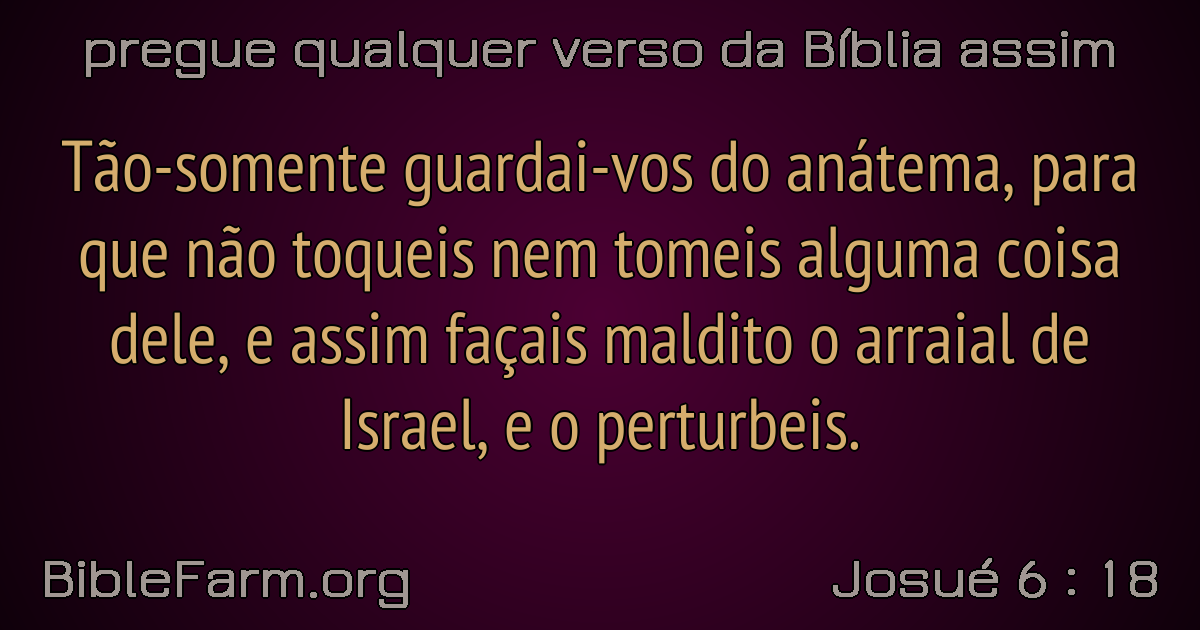 pregue qualquer verso da Bíblia assim
Tão-somente guardai-vos do anátema, para
que não toqueis nem tomeis alguma coisa
dele, e assim façais maldito o arraial de
Israel, e o perturbeis.
BibleFarm.org
Josué 6 : 18